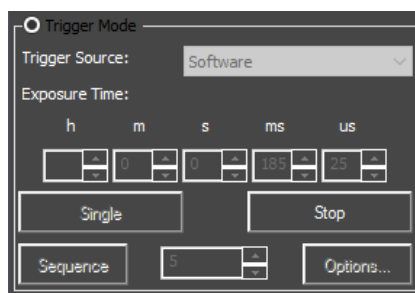 Trigger Mode
Trigger Source: Software
Exposure Time:
h m s ms us
0 0 185 25
Single Stop
Sequence 5 Options...